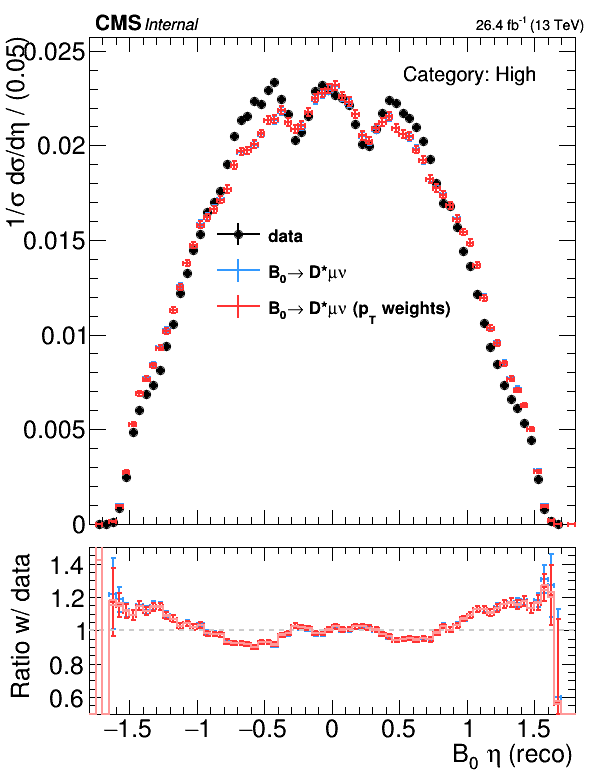 CMS Internal
26.4 fb⁻¹ (13 TeV)
1/σ dσ/dη / (0.05)
Category: High
0.025
0.02
0.015
0.01
0.005
0
data
B₀→ D*μν
B₀→ D*μν (p_T weights)
Ratio w/ data
1.4
1.2
1
0.8
0.6
−1.5 −1 −0.5 0 0.5 1 1.5
B₀ η (reco)